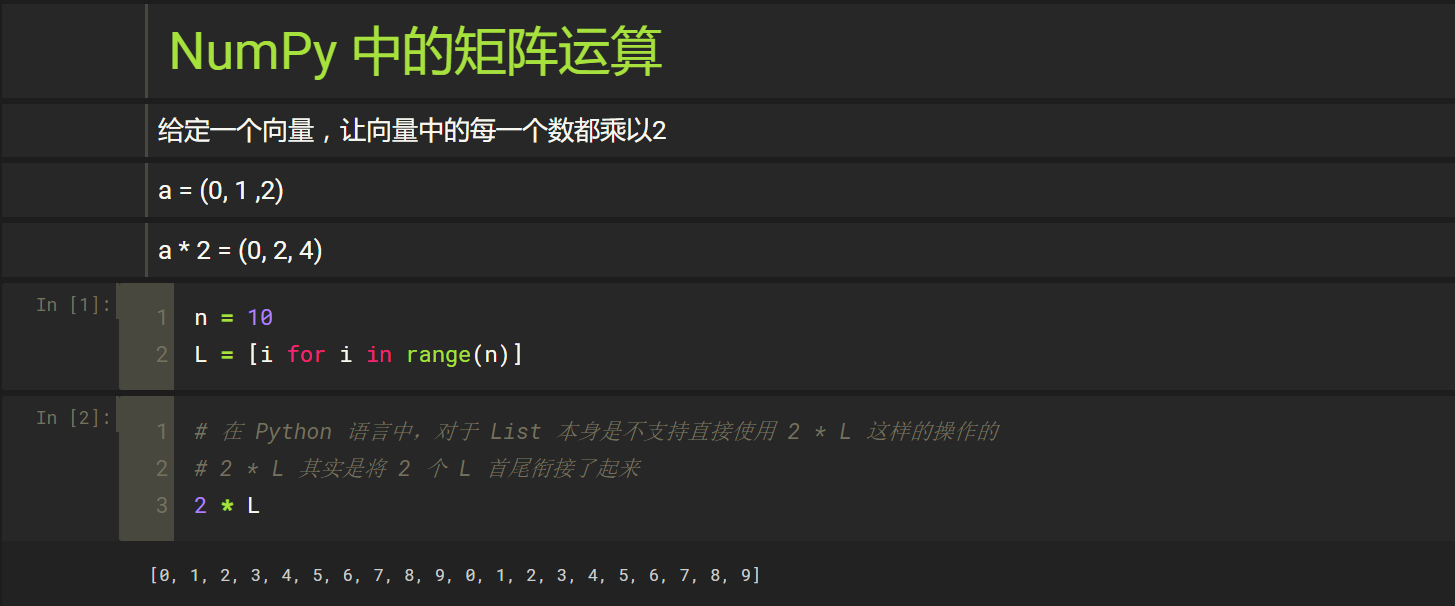 NumPy 中的矩阵运算
给定一个向量，让向量中的每一个数都乘以2
a = (0, 1 ,2)
a * 2 = (0, 2, 4)
In [1]:
1 n = 10
2 L = [i for i in range(n)]
In [2]:
1 # 在 Python 语言中，对于 List 本身是不支持直接使用 2 * L 这样的操作的
2 # 2 * L 其实是将 2 个 L 首尾衔接了起来
3 2 * L
[0, 1, 2, 3, 4, 5, 6, 7, 8, 9, 0, 1, 2, 3, 4, 5, 6, 7, 8, 9]